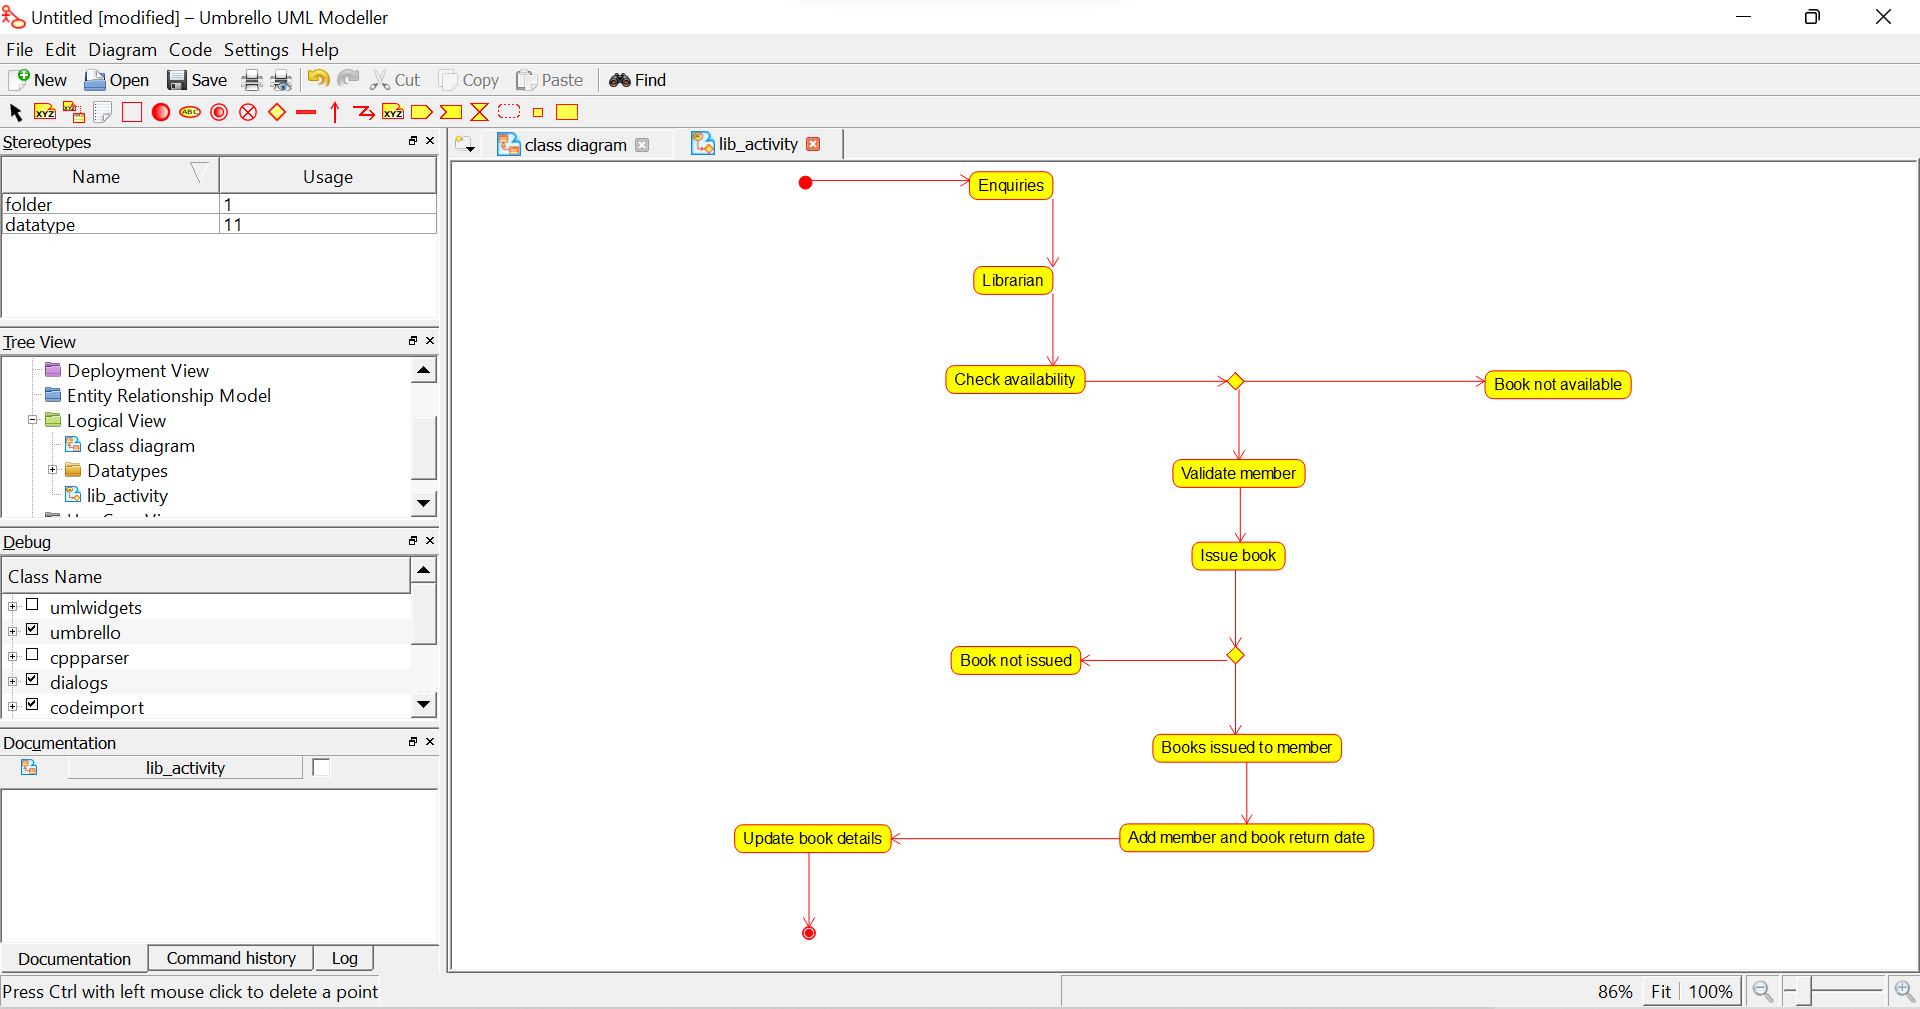 Untitled [modified] – Umbrello UML Modeller
File Edit Diagram Code Settings Help
New Open Save Cut Copy Paste Find
XYZ XYZ ABC XYZ
Stereotypes
class diagram lib_activity
Name Usage
folder 1
datatype 11
Tree View
Deployment View
Entity Relationship Model
Logical View
class diagram
Datatypes
lib_activity
Debug
Class Name
umlwidgets
umbrello
cppparser
dialogs
codeimport
Documentation
lib_activity
Documentation Command history Log
Enquiries
Librarian
Check availability
Book not available
Validate member
Issue book
Book not issued
Books issued to member
Update book details
Add member and book return date
Press Ctrl with left mouse click to delete a point
86% Fit 100%